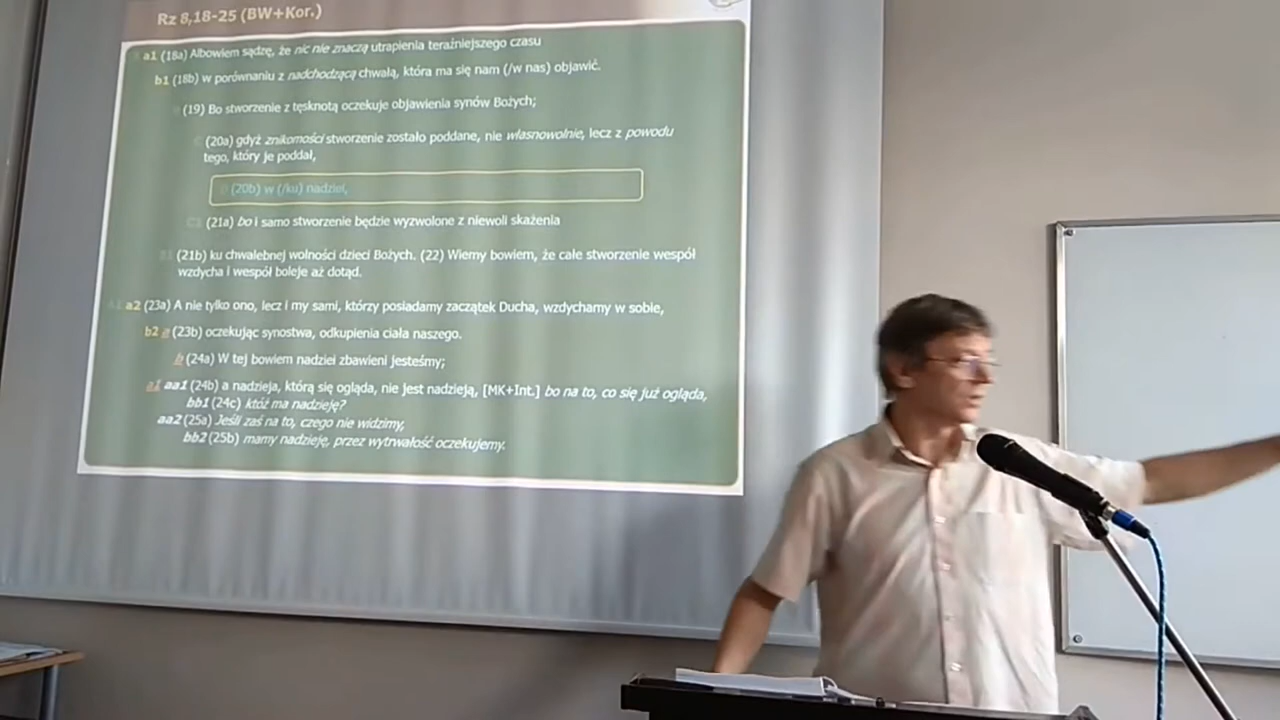 Rz 8,18-25 (BW+Kor.)
a1 (18a) Albowiem sądzę, że nic nie znaczą utrapienia teraźniejszego czasu
b1 (18b) w porównaniu z nadchodzącą chwałą, która ma się nam (/w nas) objawić.
(19) Bo stworzenie z tęsknotą oczekuje objawienia synów Bożych;
(20a) gdyż znikomości stworzenie zostało poddane, nie własnowolnie, lecz z powodu
tego, który je poddał,
(20b) w (/ku) nadziei,
(21a) bo i samo stworzenie będzie wyzwolone z niewoli skażenia
(21b) ku chwalebnej wolności dzieci Bożych. (22) Wiemy bowiem, że całe stworzenie wespół
wzdycha i wespół boleje aż dotąd.
a2 (23a) A nie tylko ono, lecz i my sami, którzy posiadamy zaczątek Ducha, wzdychamy w sobie,
b2 a (23b) oczekując synostwa, odkupienia ciała naszego.
b (24a) W tej bowiem nadziei zbawieni jesteśmy;
a1 aa1 (24b) a nadzieja, którą się ogląda, nie jest nadzieją, [MK+Int.] bo na to, co się już ogląda,
bb1 (24c) któż ma nadzieję?
aa2 (25a) Jeśli zaś na to, czego nie widzimy,
bb2 (25b) mamy nadzieję, przez wytrwałość oczekujemy.